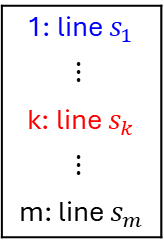 1: line s₁
⋮
k: line sₖ
⋮
m: line sₘ